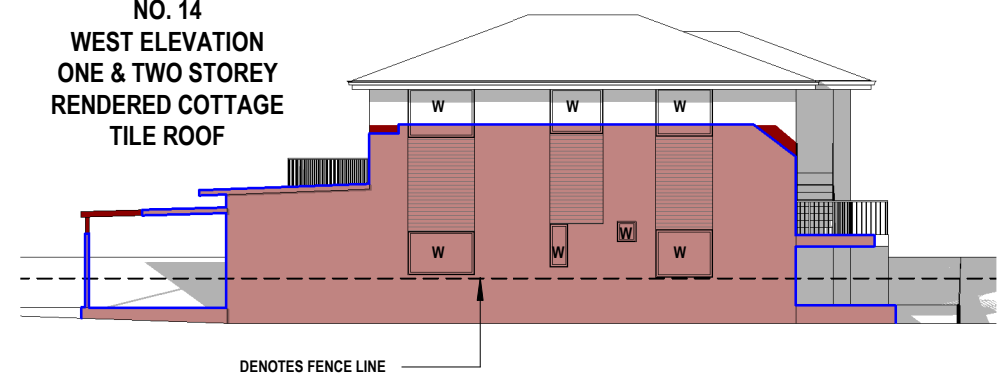 NO. 14
WEST ELEVATION
ONE & TWO STOREY
RENDERED COTTAGE
TILE ROOF
W
W
W
W
W
W
W
DENOTES FENCE LINE